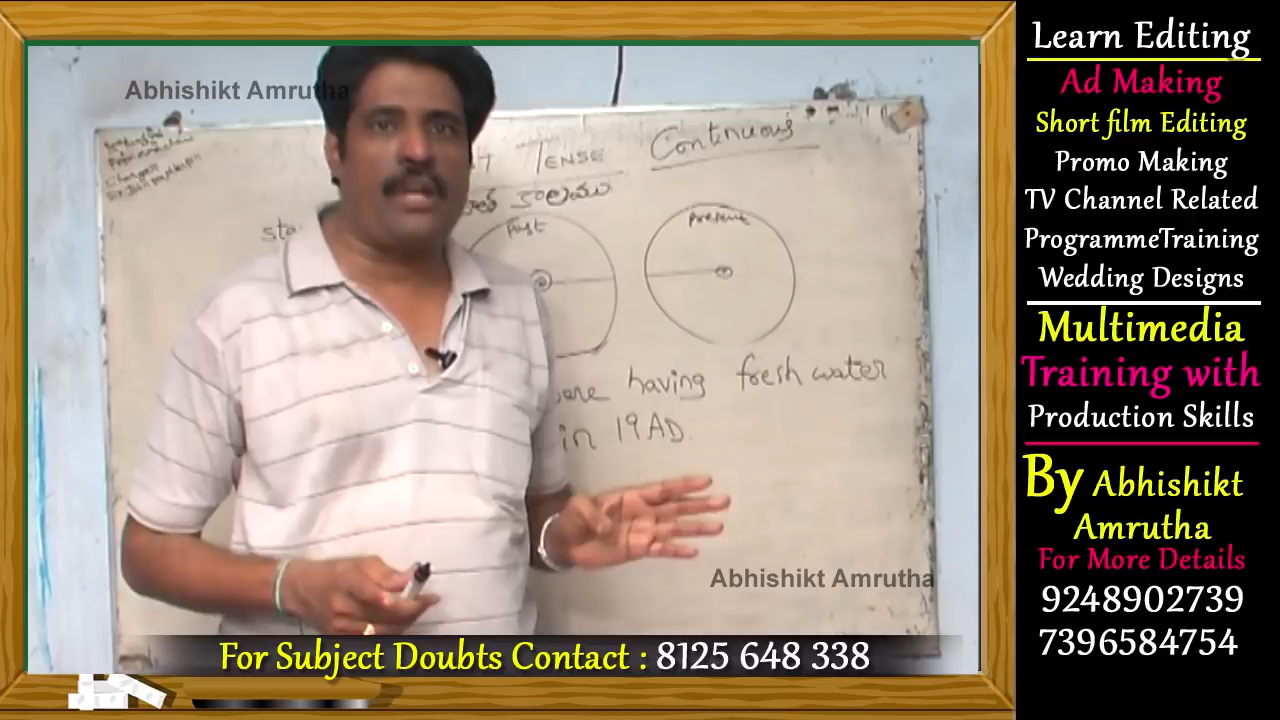 Abhishikt Amrutha
TENSE
Continuous
కాలము
Past
Present
are having fresh water
in 19AD
Abhishikt Amrutha
For Subject Doubts Contact : 8125 648 338
Learn Editing
Ad Making
Short film Editing
Promo Making
TV Channel Related
ProgrammeTraining
Wedding Designs
Multimedia
Training with
Production Skills
By Abhishikt
Amrutha
For More Details
9248902739
7396584754